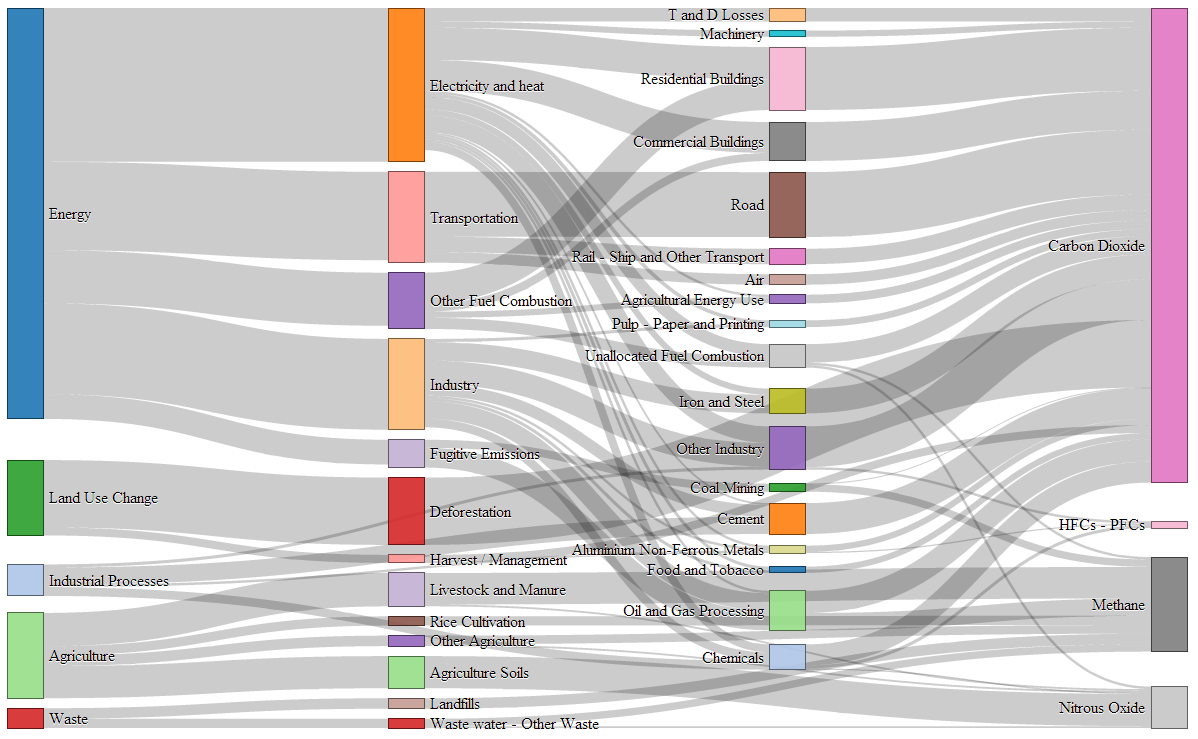 Energy
Land Use Change
Industrial Processes
Agriculture
Waste
Electricity and heat
Transportation
Other Fuel Combustion
Industry
Fugitive Emissions
Deforestation
Harvest / Management
Livestock and Manure
Rice Cultivation
Other Agriculture
Agriculture Soils
Landfills
Waste water - Other Waste
T and D Losses
Machinery
Residential Buildings
Commercial Buildings
Road
Rail - Ship and Other Transport
Air
Agricultural Energy Use
Pulp - Paper and Printing
Unallocated Fuel Combustion
Iron and Steel
Other Industry
Coal Mining
Cement
Aluminium Non-Ferrous Metals
Food and Tobacco
Oil and Gas Processing
Chemicals
Carbon Dioxide
HFCs - PFCs
Methane
Nitrous Oxide